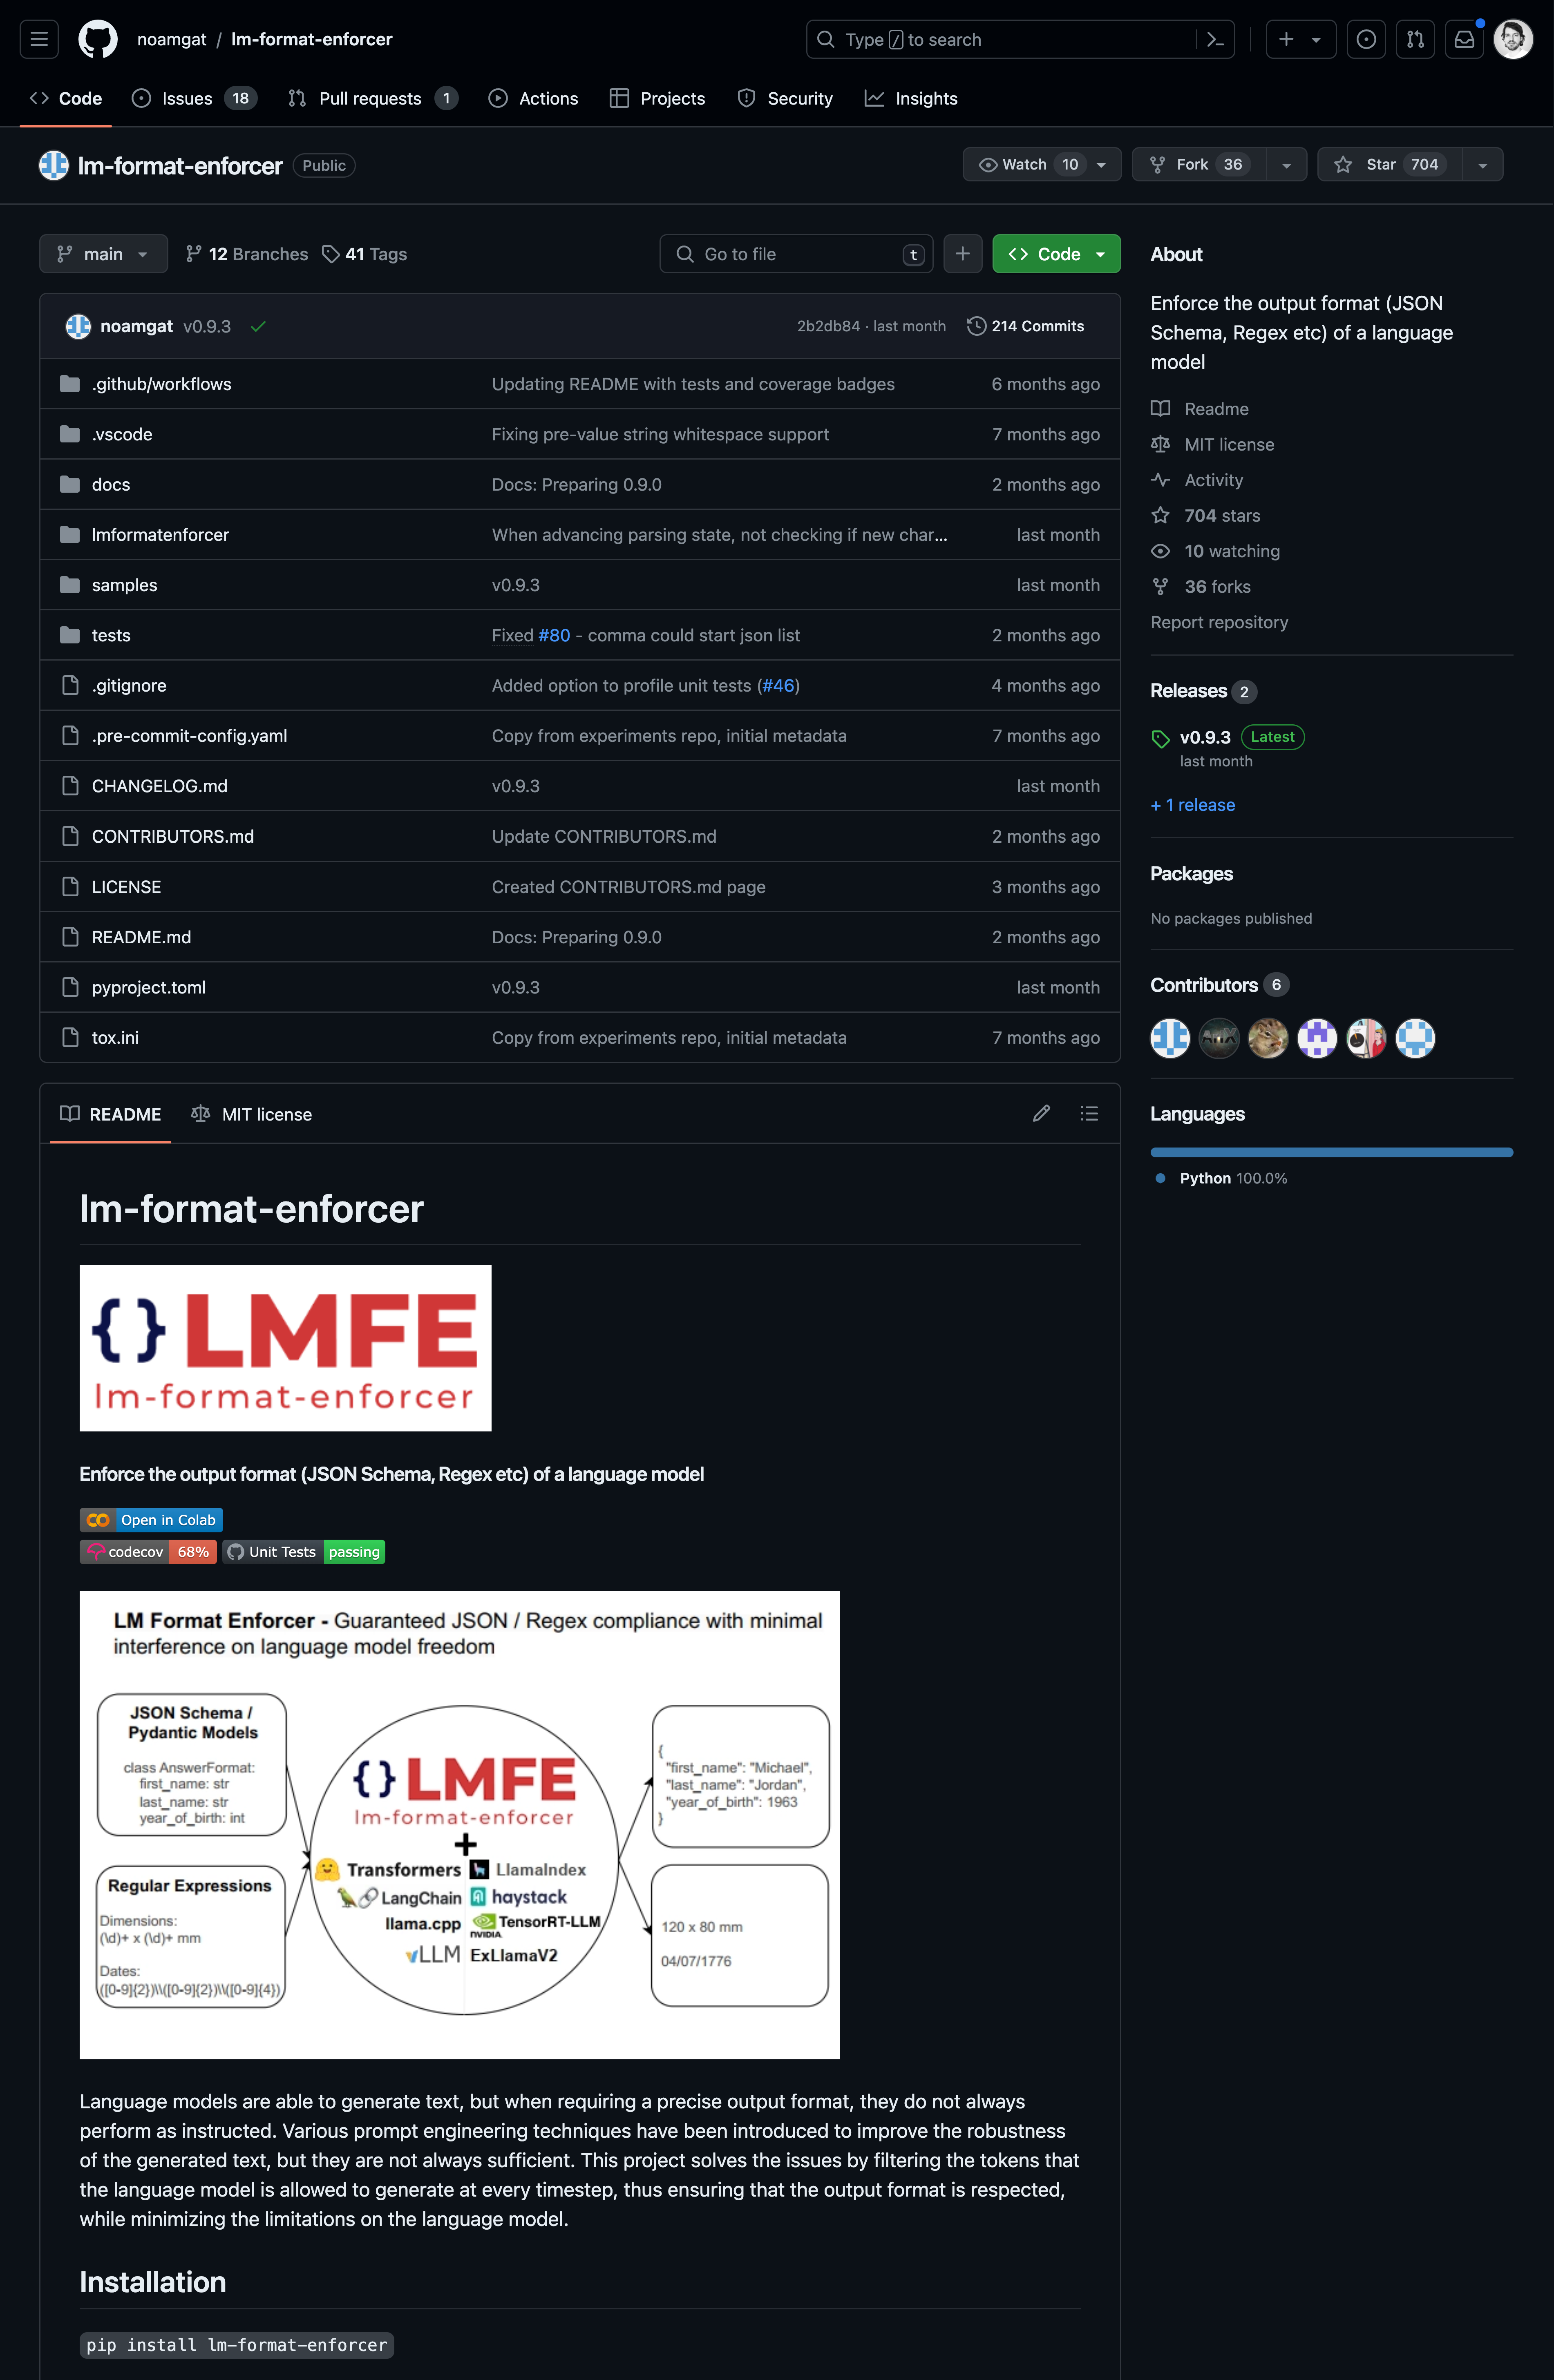 noamgat / lm-format-enforcer
Type / to search
Code
Issues 18
Pull requests 1
Actions
Projects
Security
Insights
lm-format-enforcer Public
Watch 10
Fork 36
Star 704
main
12 Branches
41 Tags
Go to file t
Code
noamgat v0.9.3
2b2db84 · last month
214 Commits
.github/workflows Updating README with tests and coverage badges 6 months ago
.vscode Fixing pre-value string whitespace support 7 months ago
docs Docs: Preparing 0.9.0 2 months ago
lmformatenforcer When advancing parsing state, not checking if new char... last month
samples v0.9.3 last month
tests Fixed #80 - comma could start json list 2 months ago
.gitignore Added option to profile unit tests (#46) 4 months ago
.pre-commit-config.yaml Copy from experiments repo, initial metadata 7 months ago
CHANGELOG.md v0.9.3 last month
CONTRIBUTORS.md Update CONTRIBUTORS.md 2 months ago
LICENSE Created CONTRIBUTORS.md page 3 months ago
README.md Docs: Preparing 0.9.0 2 months ago
pyproject.toml v0.9.3 last month
tox.ini Copy from experiments repo, initial metadata 7 months ago
README
MIT license
lm-format-enforcer
{} LMFE
lm-format-enforcer
Enforce the output format (JSON Schema, Regex etc) of a language model
Open in Colab
codecov 68%
Unit Tests passing
LM Format Enforcer - Guaranteed JSON / Regex compliance with minimal
interference on language model freedom
JSON Schema /
Pydantic Models
class AnswerFormat:
first_name: str
last_name: str
year_of_birth: int
Regular Expressions
Dimensions:
(\d)+ x (\d)+ mm
Dates:
([0-9]{2})\\([0-9]{2})\\([0-9]{4})
{} LMFE
lm-format-enforcer
+
Transformers
LlamaIndex
LangChain
haystack
llama.cpp
NVIDIA
TensorRT-LLM
vLLM
ExLlamaV2
{
"first_name": "Michael",
"last_name": "Jordan",
"year_of_birth": 1963
}
120 x 80 mm
04/07/1776
Language models are able to generate text, but when requiring a precise output format, they do not always
perform as instructed. Various prompt engineering techniques have been introduced to improve the robustness
of the generated text, but they are not always sufficient. This project solves the issues by filtering the tokens that
the language model is allowed to generate at every timestep, thus ensuring that the output format is respected,
while minimizing the limitations on the language model.
Installation
pip install lm-format-enforcer
About
Enforce the output format (JSON
Schema, Regex etc) of a language
model
Readme
MIT license
Activity
704 stars
10 watching
36 forks
Report repository
Releases 2
v0.9.3 Latest
last month
+ 1 release
Packages
No packages published
Contributors 6
Languages
Python 100.0%